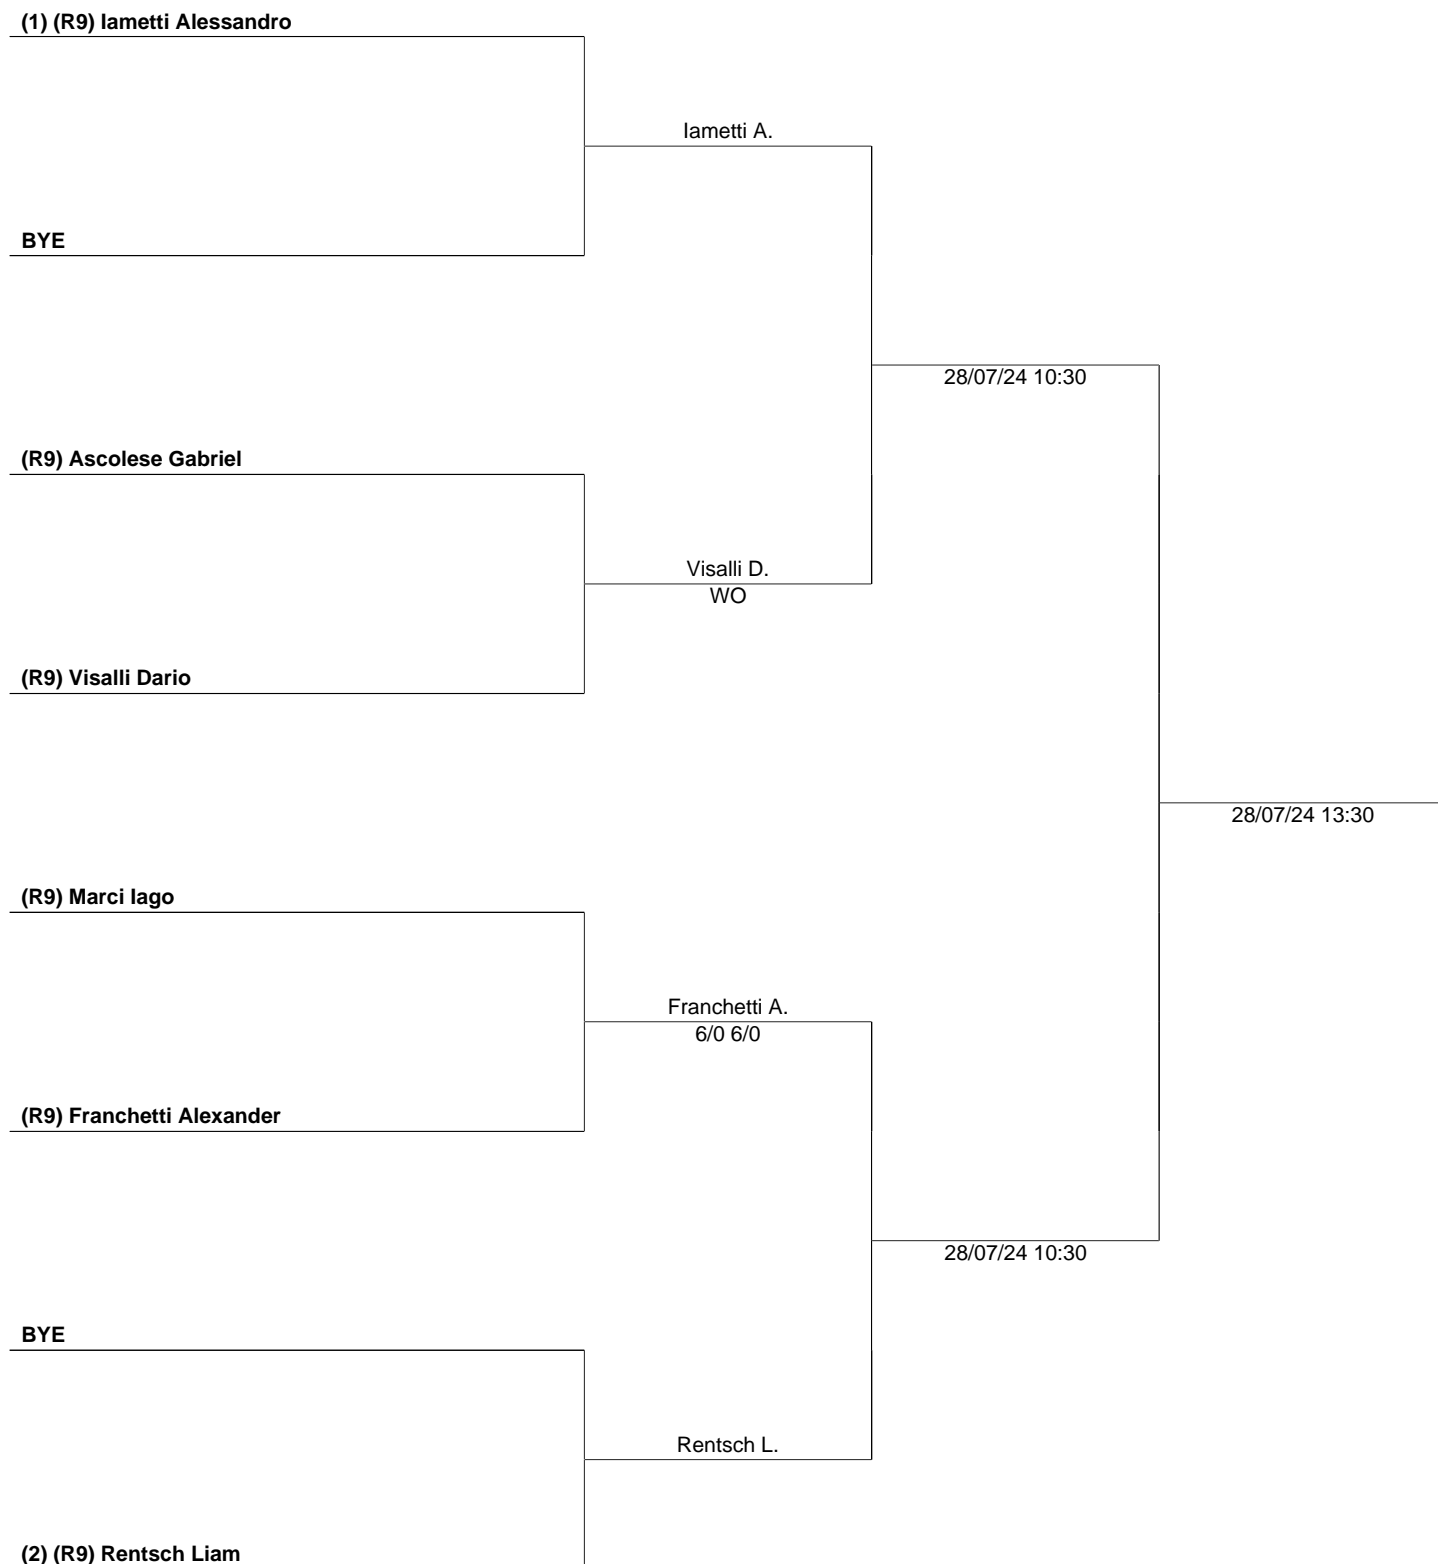 (1) (R9) Iametti Alessandro
Iametti A.
BYE
28/07/24 10:30
(R9) Ascolese Gabriel
Visalli D.
WO
(R9) Visalli Dario
28/07/24 13:30
(R9) Marci Iago
Franchetti A.
6/0 6/0
(R9) Franchetti Alexander
28/07/24 10:30
BYE
Rentsch L.
(2) (R9) Rentsch Liam